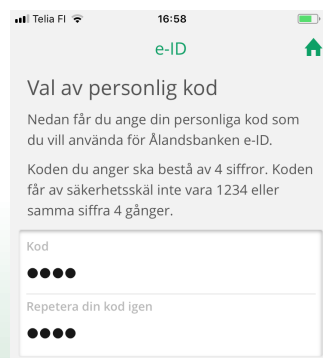 Telia FI 16:58
e-ID
Val av personlig kod
Nedan får du ange din personliga kod som
du vill använda för Ålandsbanken e-ID.
Koden du anger ska bestå av 4 siffror. Koden
får av säkerhetsskäl inte vara 1234 eller
samma siffra 4 gånger.
Kod
●●●●
Repetera din kod igen
●●●●